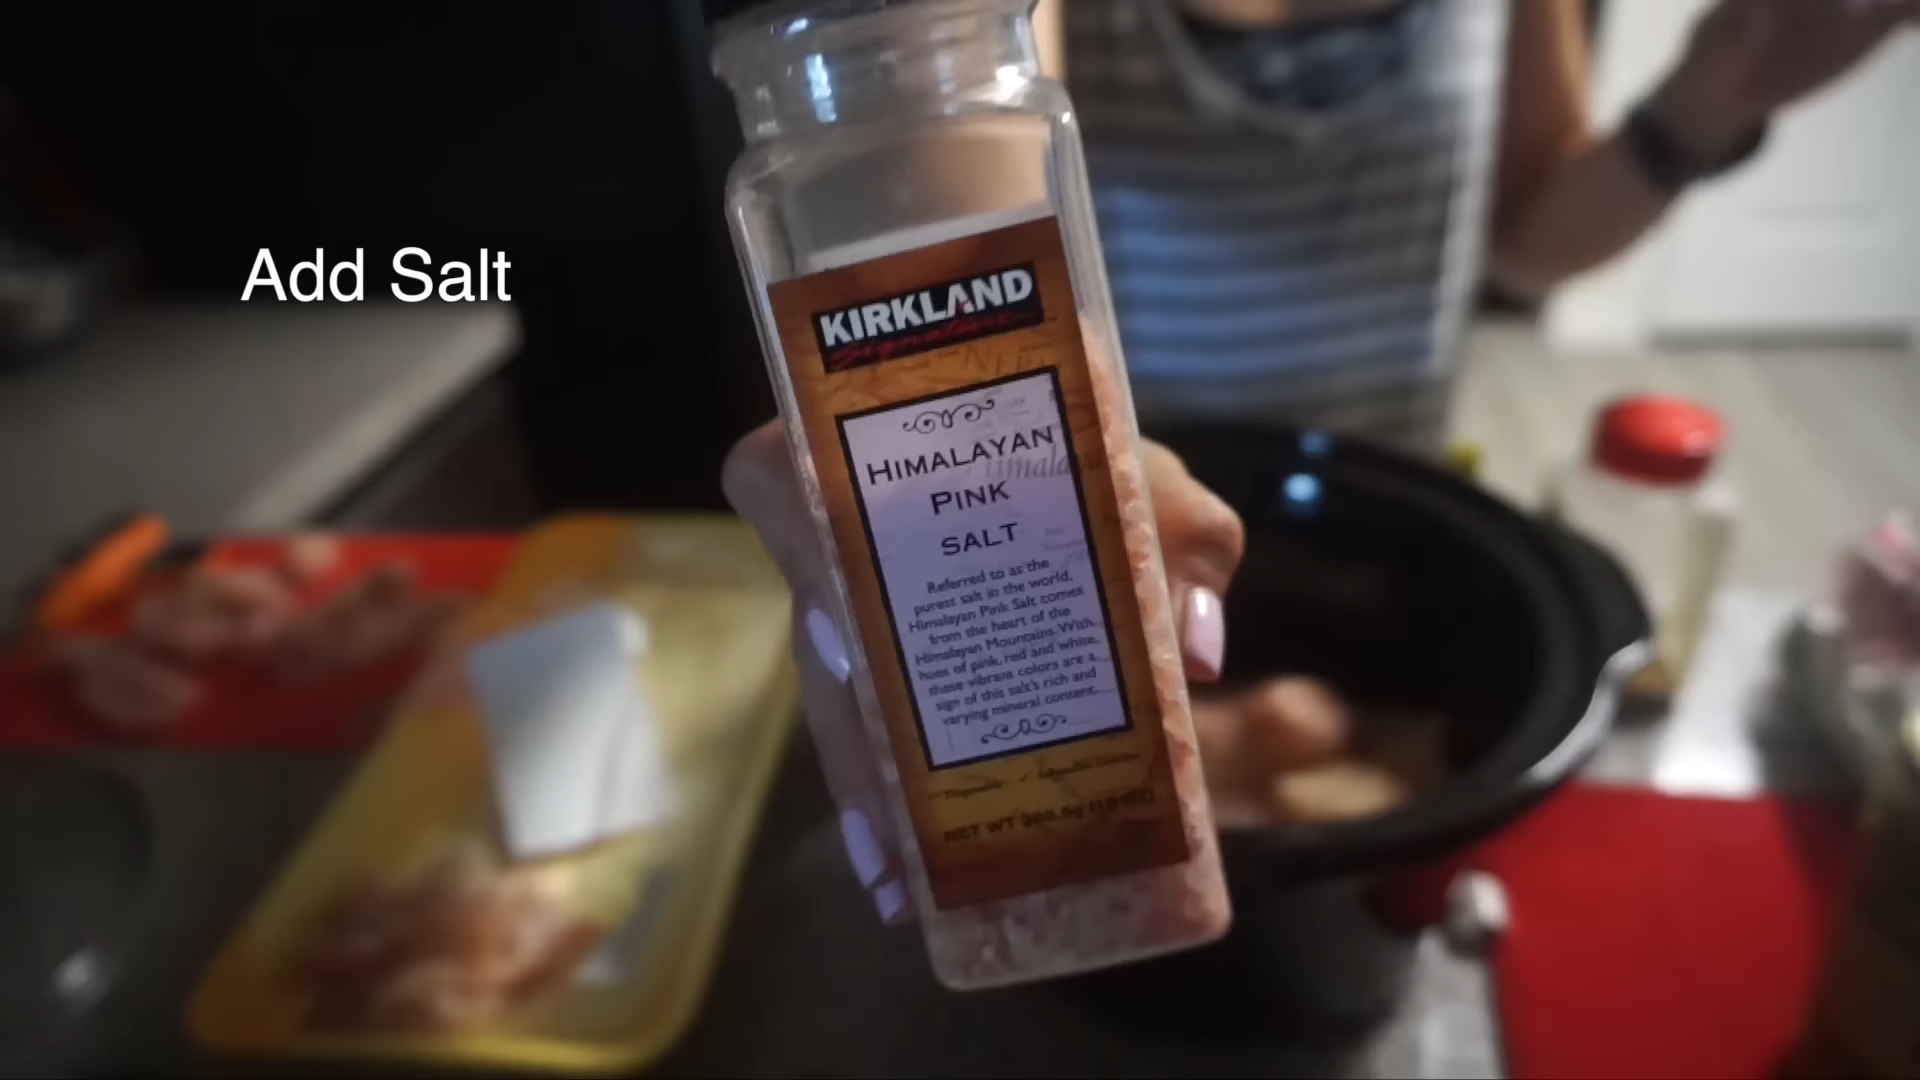 Add Salt
KIRKLAND
Signature
HIMALAYAN
PINK
SALT
Referred to as the
purest salt in the world,
Himalayan Pink Salt comes
from the heart of the
Himalayan Mountains. With
hues of pink, red and white,
these vibrant colors are a
sign of this salt's rich and
varying mineral content.
NET WT